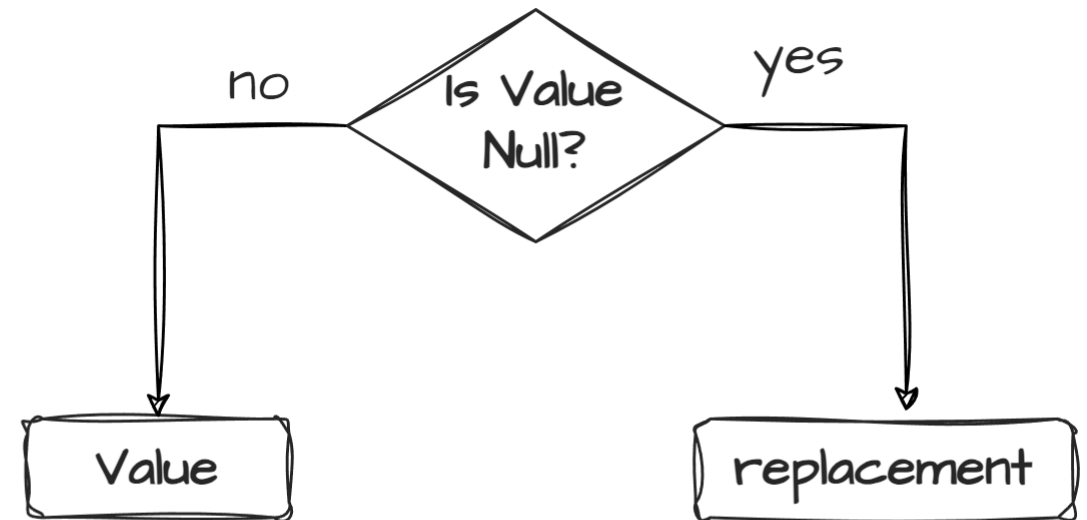 no
yes
Is Value
Null?
Value
replacement